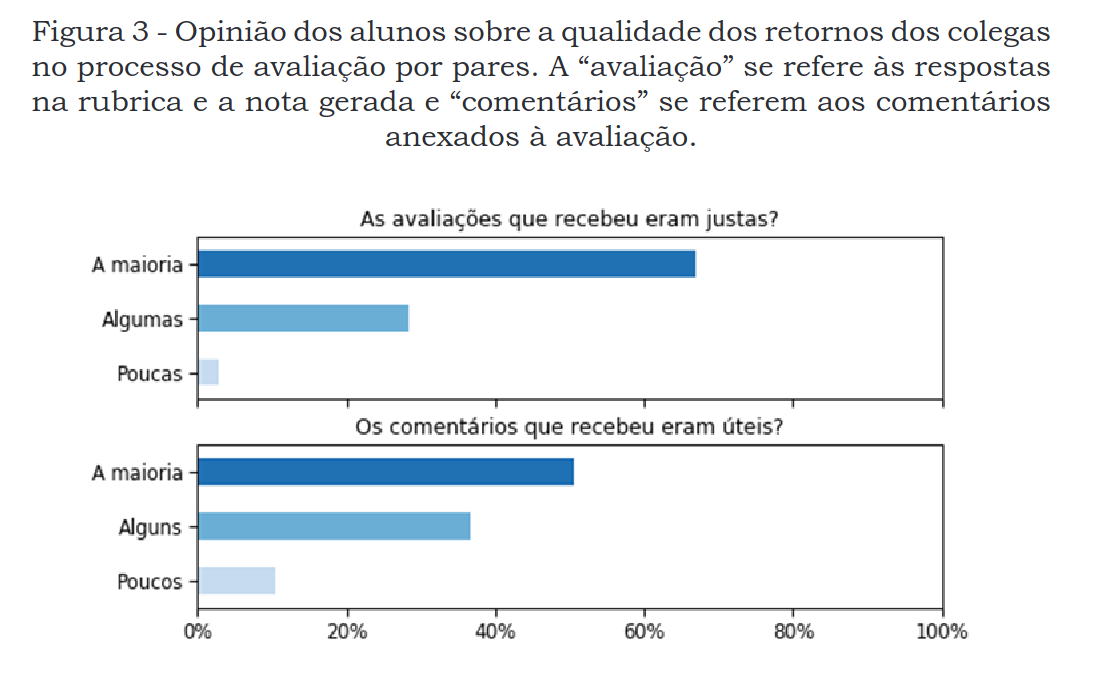 Figura 3 - Opinião dos alunos sobre a qualidade dos retornos dos colegas
no processo de avaliação por pares. A “avaliação” se refere às respostas
na rubrica e a nota gerada e “comentários” se referem aos comentários
anexados à avaliação.
As avaliações que recebeu eram justas?
A maioria
Algumas
Poucas
Os comentários que recebeu eram úteis?
A maioria
Alguns
Poucos
0% 20% 40% 60% 80% 100%